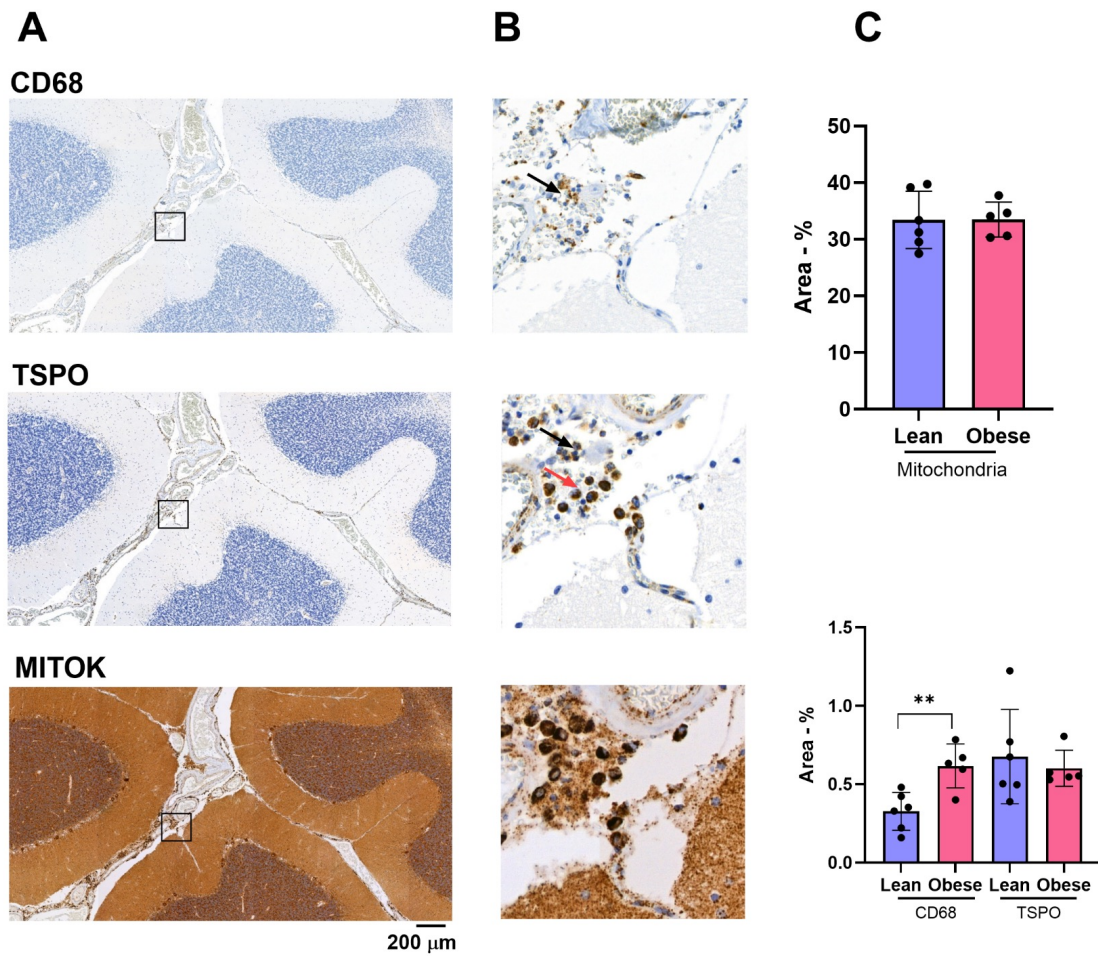 A
B
C
CD68
TSPO
MITOK
200 μm
50
40
30
20
10
0
Area - %
Lean Obese
Mitochondria
1.5
1.0
0.5
0.0
Area - %
**
Lean Obese Lean Obese
CD68 TSPO